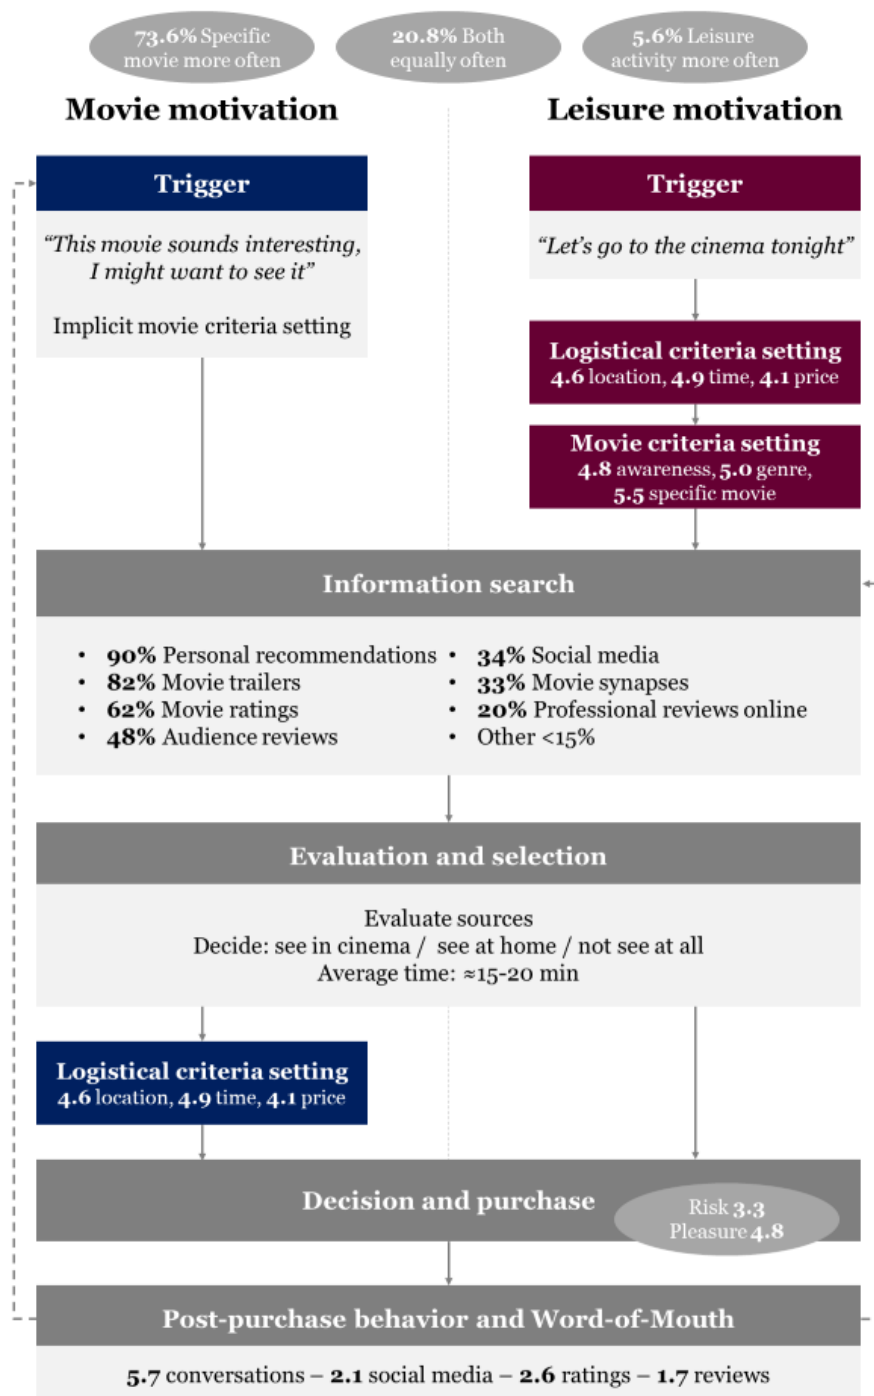 73.6% Specific
movie more often
20.8% Both
equally often
5.6% Leisure
activity more often
Movie motivation
Leisure motivation
Trigger
“This movie sounds interesting,
I might want to see it”
Implicit movie criteria setting
Trigger
“Let’s go to the cinema tonight”
Logistical criteria setting
4.6 location, 4.9 time, 4.1 price
Movie criteria setting
4.8 awareness, 5.0 genre,
5.5 specific movie
Information search
• 90% Personal recommendations
• 82% Movie trailers
• 62% Movie ratings
• 48% Audience reviews
• 34% Social media
• 33% Movie synapses
• 20% Professional reviews online
• Other <15%
Evaluation and selection
Evaluate sources
Decide: see in cinema / see at home / not see at all
Average time: ≈15-20 min
Logistical criteria setting
4.6 location, 4.9 time, 4.1 price
Decision and purchase
Risk 3.3
Pleasure 4.8
Post-purchase behavior and Word-of-Mouth
5.7 conversations – 2.1 social media – 2.6 ratings – 1.7 reviews